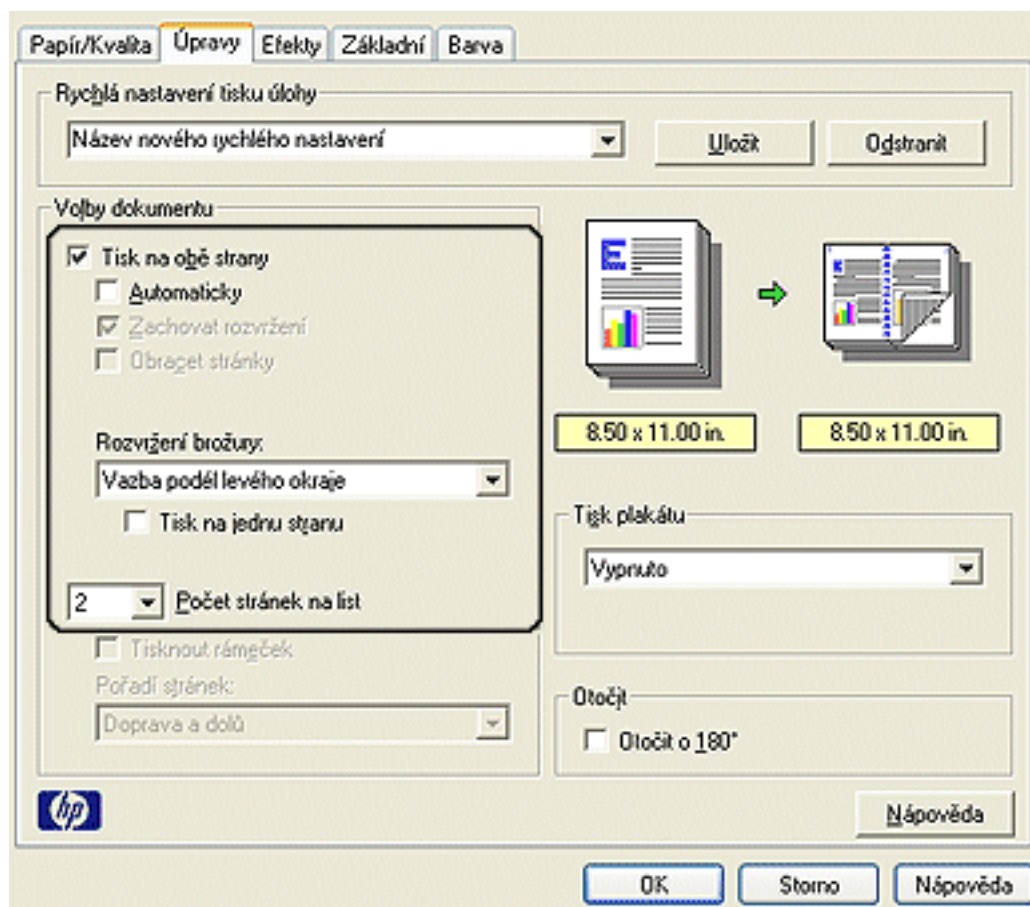 Papír/Kvalita Úpravy Efekty Základní Barva
Rychlá nastavení tisku úlohy
Název nového rychlého nastavení Uložit Odstranit
Volby dokumentu
Tisk na obě strany
Automaticky
Zachovat rozvržení
Obracet stránky
8.50 x 11.00 in. 8.50 x 11.00 in.
Rozvržení brožury:
Vazba podél levého okraje
Tisk na jednu stranu
Tisk plakátu
Vypnuto
2 Počet stránek na list
Tisknout rámeček
Pořadí stránek:
Doprava a dolů
Otočit
Otočit o 180°
hp
Nápověda
OK Storno Nápověda